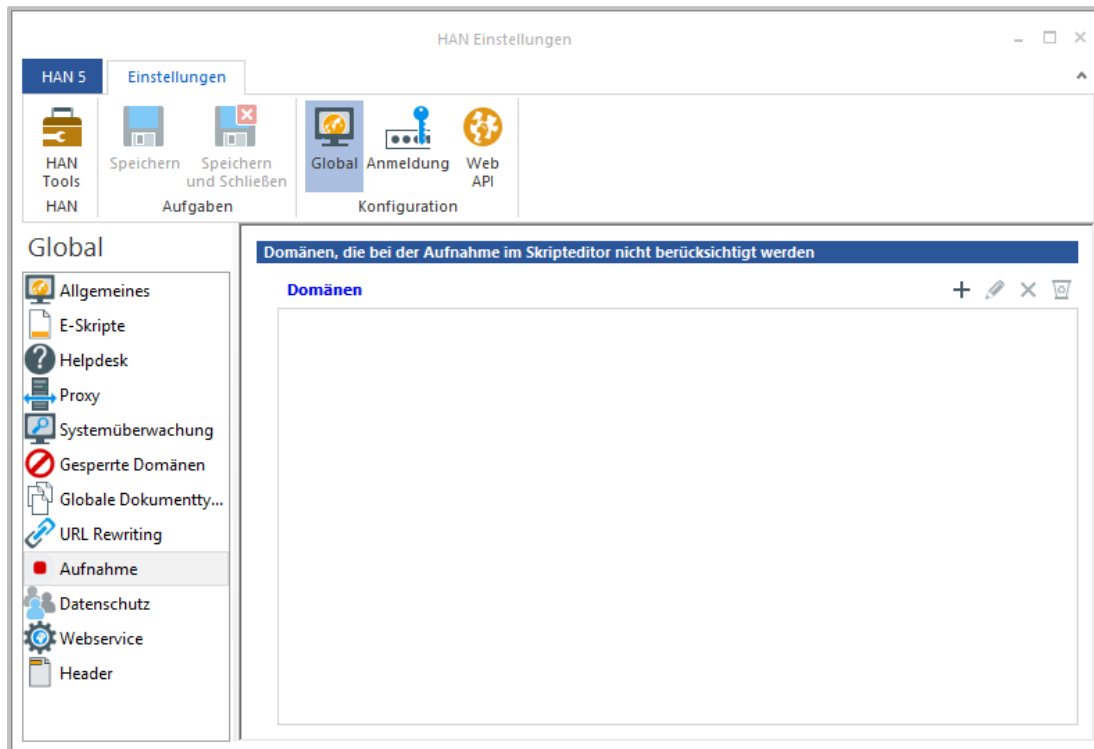 HAN Einstellungen
HAN 5
Einstellungen
HAN
Tools
Speichern
Speichern
und Schließen
Global
Anmeldung
Web
API
HAN
Aufgaben
Konfiguration
Global
Allgemeines
E-Skripte
Helpdesk
Proxy
Systemüberwachung
Gesperrte Domänen
Globale Dokumentty...
URL Rewriting
Aufnahme
Datenschutz
Webservice
Header
Domänen, die bei der Aufnahme im Skripteditor nicht berücksichtigt werden
Domänen